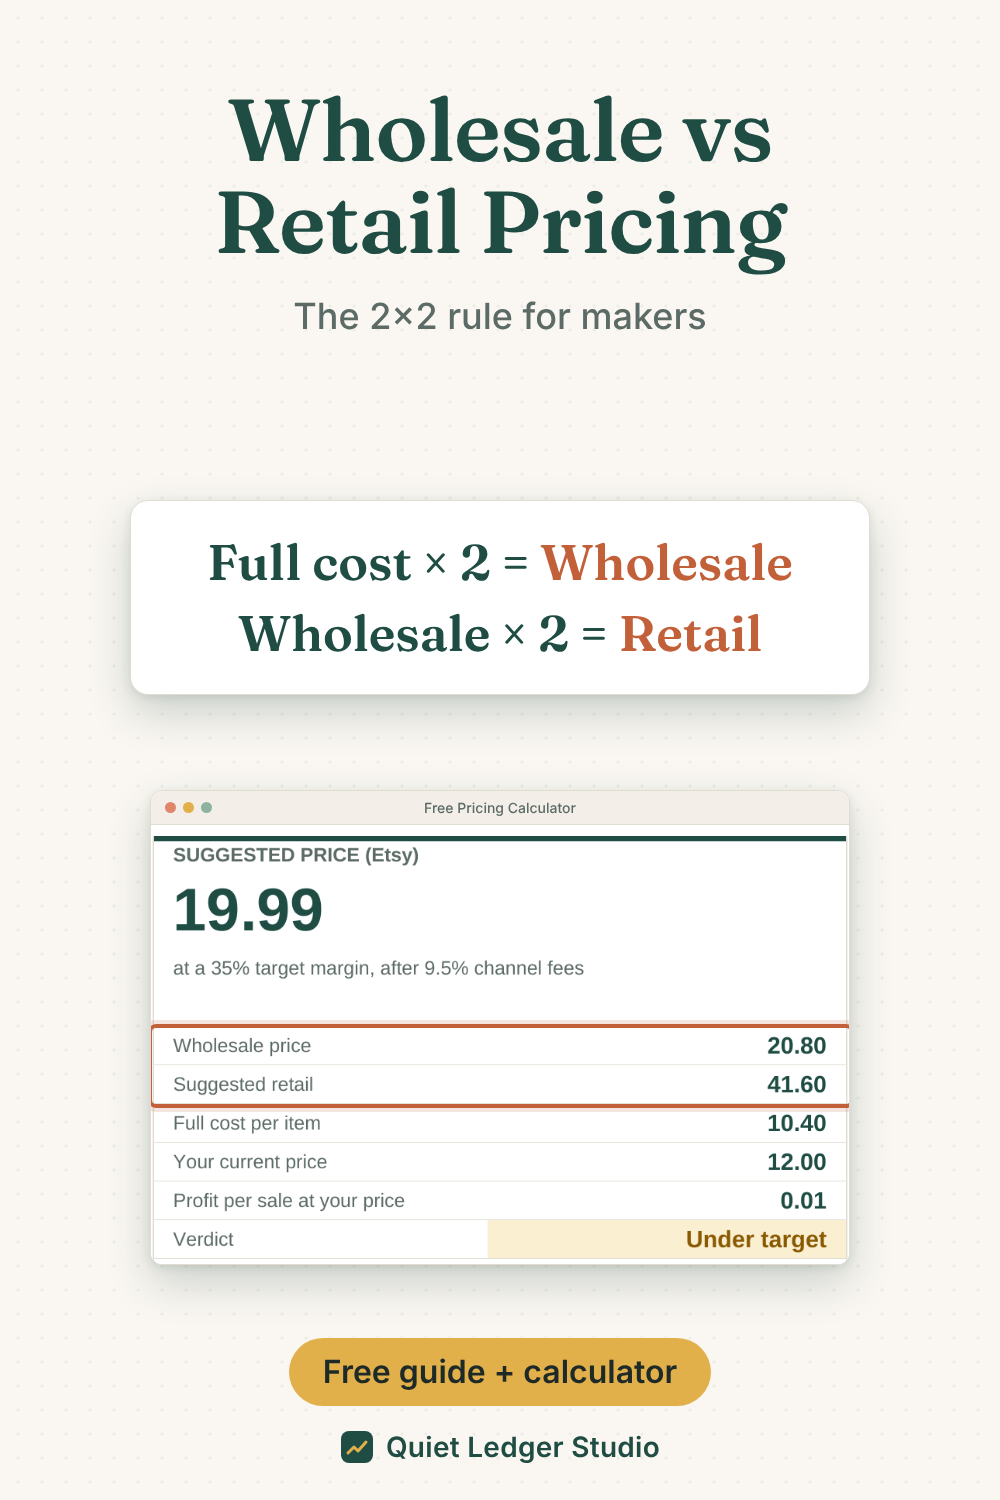 Wholesale vs
Retail Pricing
The 2×2 rule for makers
Full cost × 2 = Wholesale
Wholesale × 2 = Retail
Free Pricing Calculator
SUGGESTED PRICE (Etsy)
19.99
at a 35% target margin, after 9.5% channel fees
Wholesale price 20.80
Suggested retail 41.60
Full cost per item 10.40
Your current price 12.00
Profit per sale at your price 0.01
Verdict Under target
Free guide + calculator
Quiet Ledger Studio